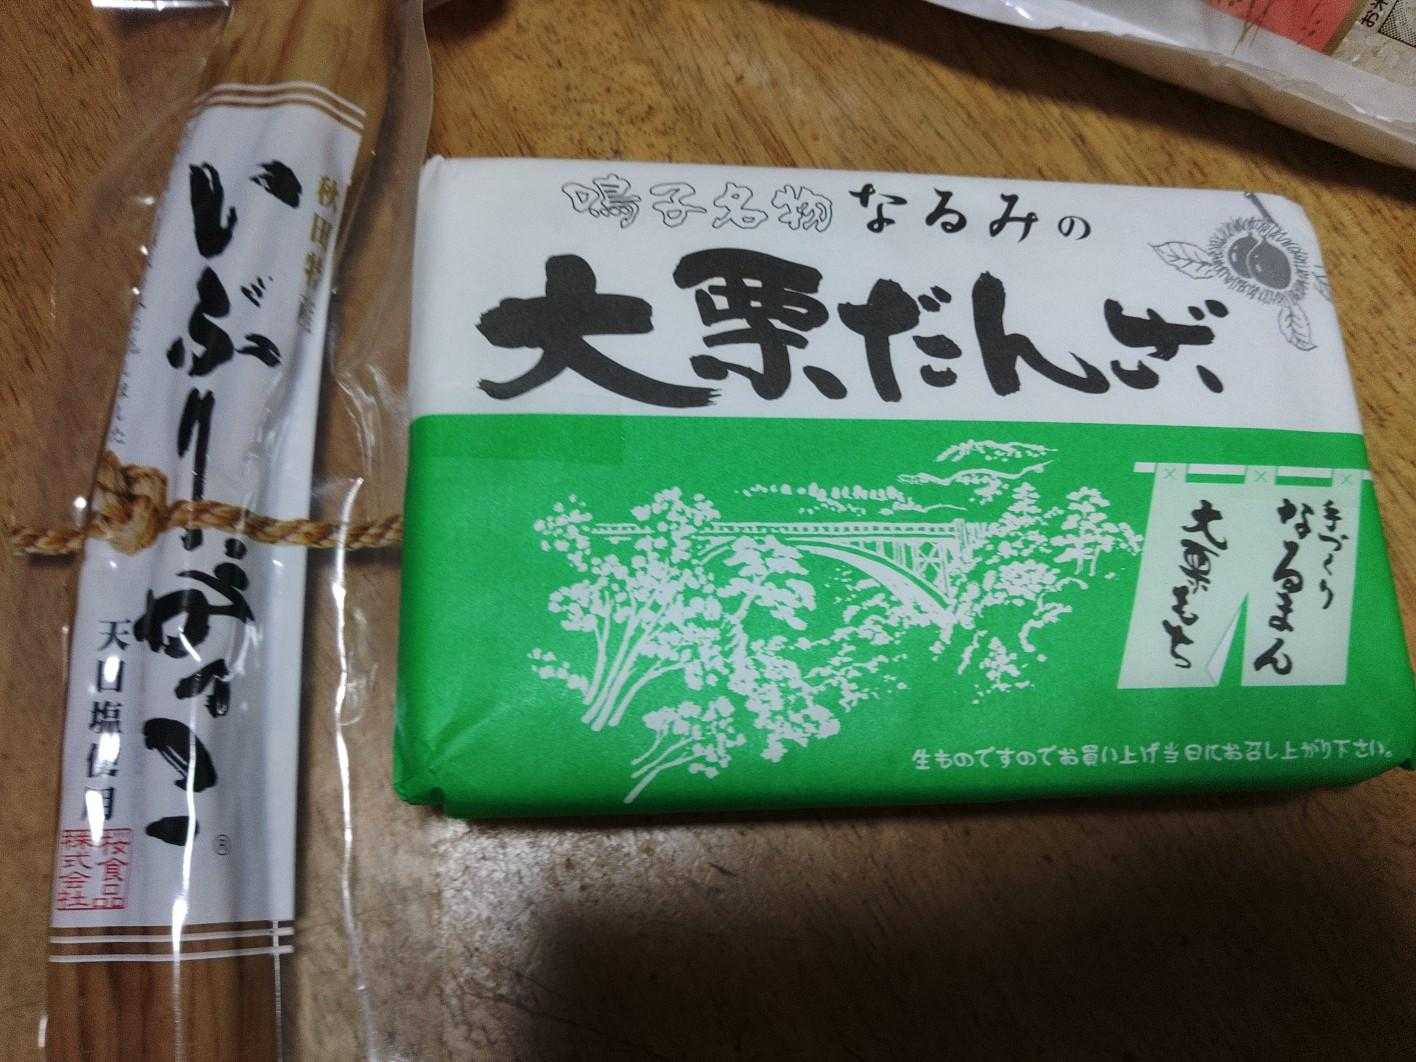 秋田特産
いぶりだいこん
天日塩使用
桜食品
株式会社
鳴子名物 なるみの
大栗だんご
手づくり
なるまん
大栗もち
生ものですのでお買い上げ当日にお召し上がり下さい。